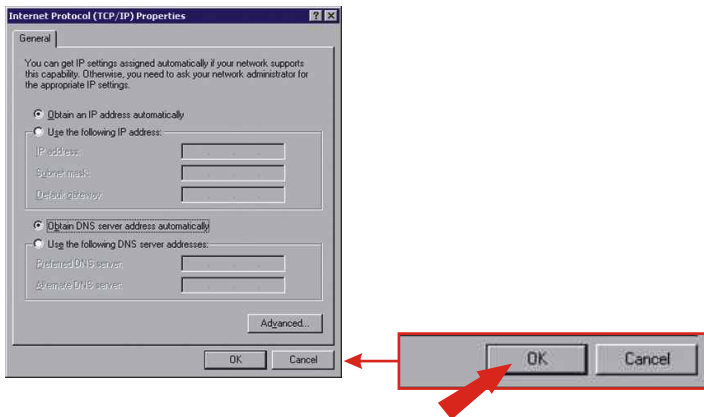 Internet Protocol (TCP/IP) Properties
General
You can get IP settings assigned automatically if your network supports
this capability. Otherwise, you need to ask your network administrator for
the appropriate IP settings.
Obtain an IP address automatically
Use the following IP address:
IP address:
Subnet mask:
Default gateway:
Obtain DNS server address automatically
Use the following DNS server addresses:
Preferred DNS server:
Alternate DNS server:
Advanced...
OK Cancel
OK Cancel